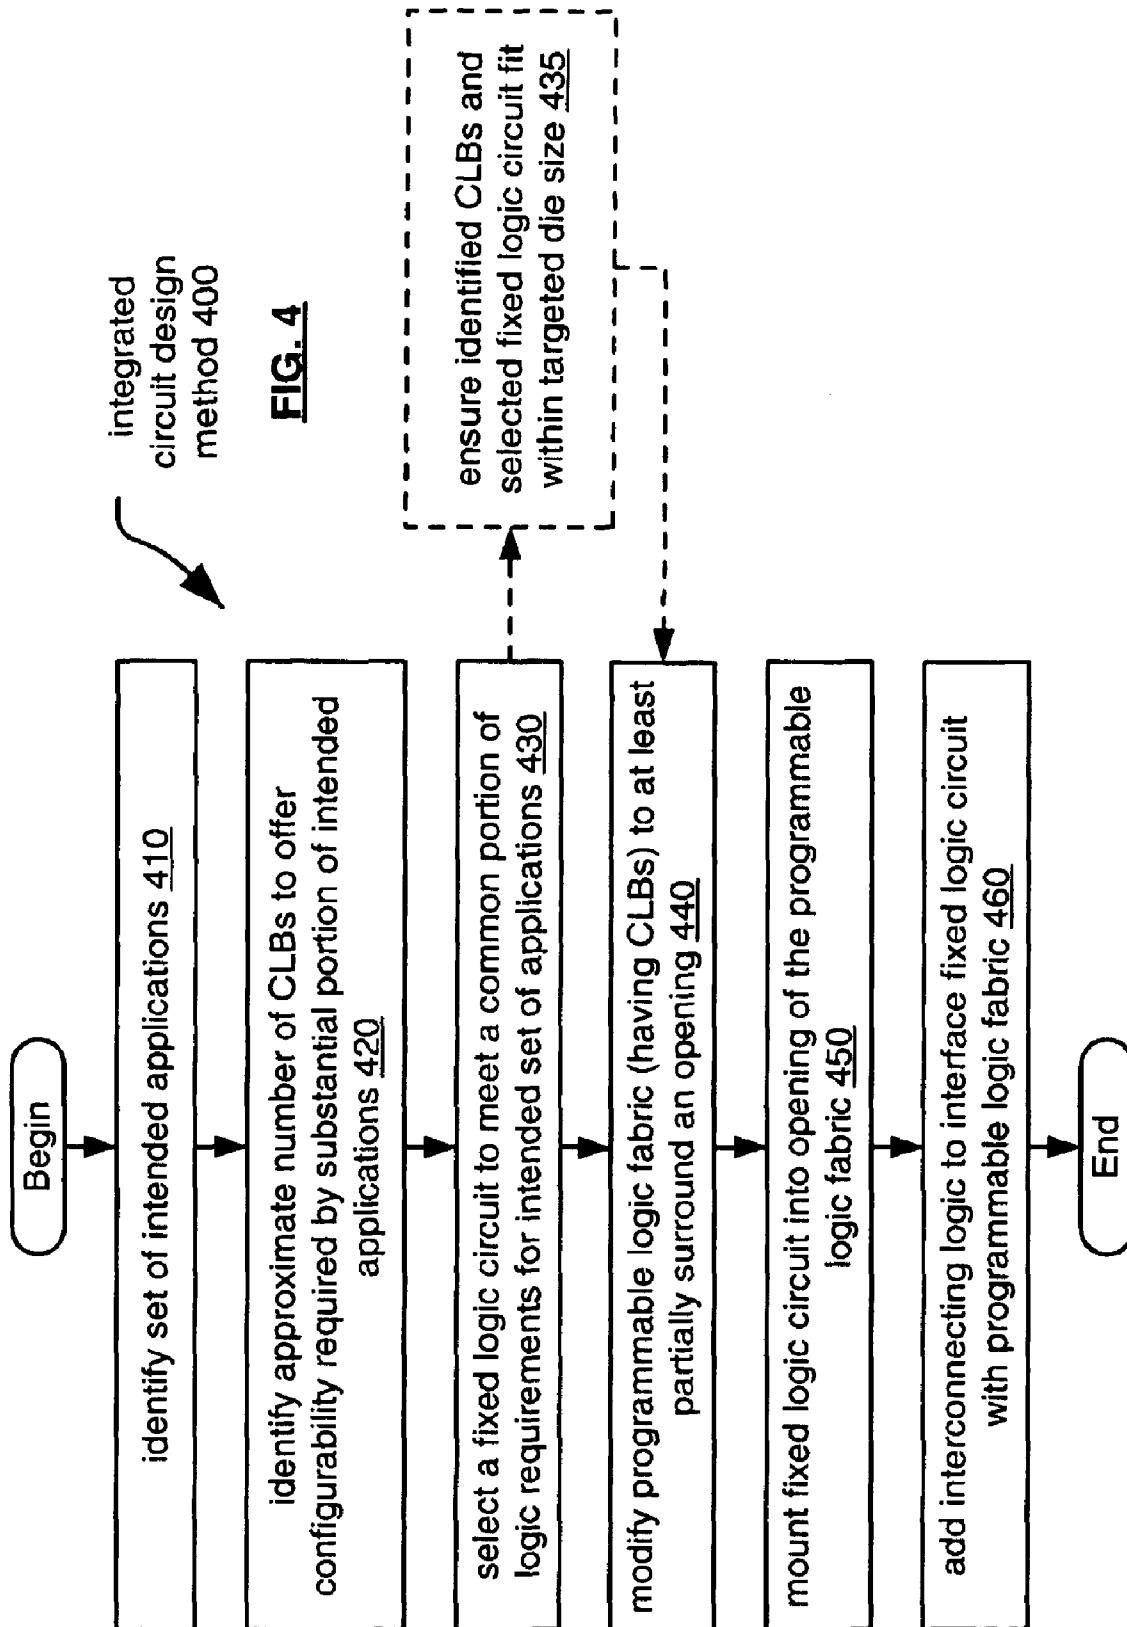 integrated
circuit design
method 400
FIG. 4
Begin
identify set of intended applications 410
identify approximate number of CLBs to offer
configurability required by substantial portion of intended
applications 420
select a fixed logic circuit to meet a common portion of
logic requirements for intended set of applications 430
ensure identified CLBs and
selected fixed logic circuit fit
within targeted die size 435
modify programmable logic fabric (having CLBs) to at least
partially surround an opening 440
mount fixed logic circuit into opening of the programmable
logic fabric 450
add interconnecting logic to interface fixed logic circuit
with programmable logic fabric 460
End